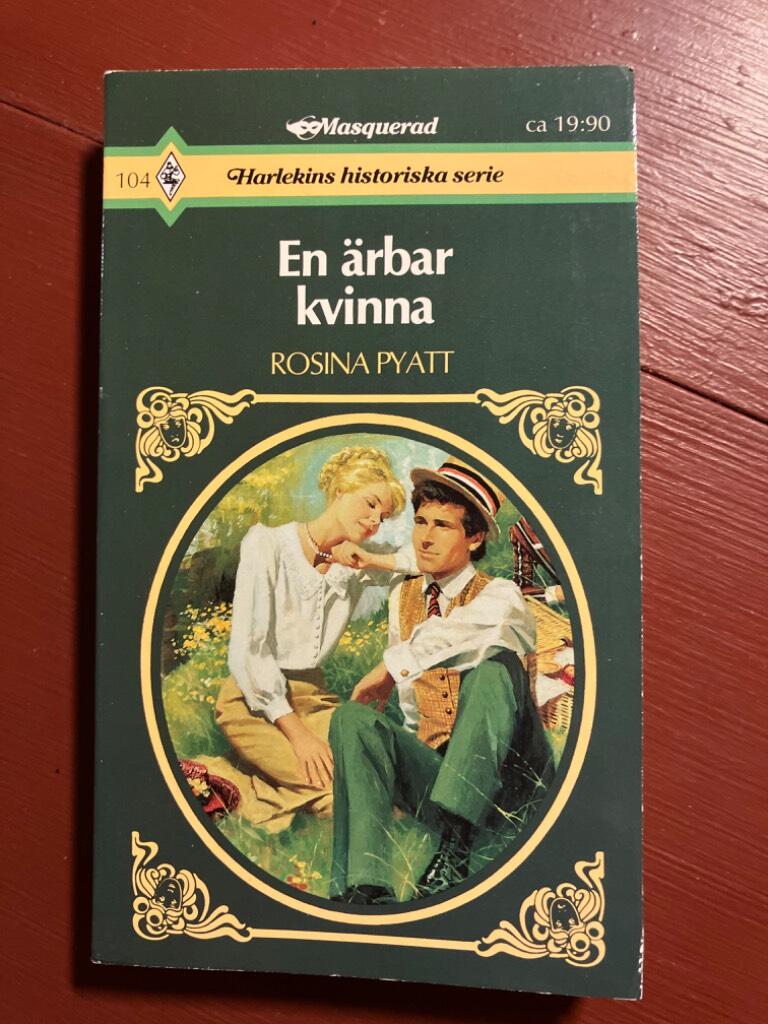 Masquerad
ca 19:90
104
Harlekins historiska serie
En ärbar
kvinna
ROSINA PYATT